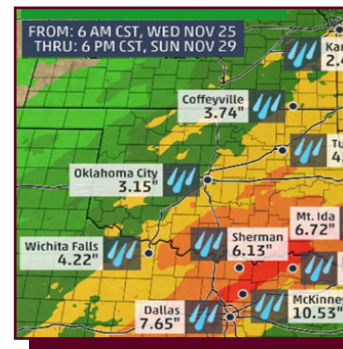 FROM: 6 AM CST, WED NOV 25
THRU: 6 PM CST, SUN NOV 29
Coffeyville
3.74"
Oklahoma City
3.15"
Mt. Ida
6.72"
Sherman
6.13"
Wichita Falls
4.22"
Dallas
7.65"
10.53"